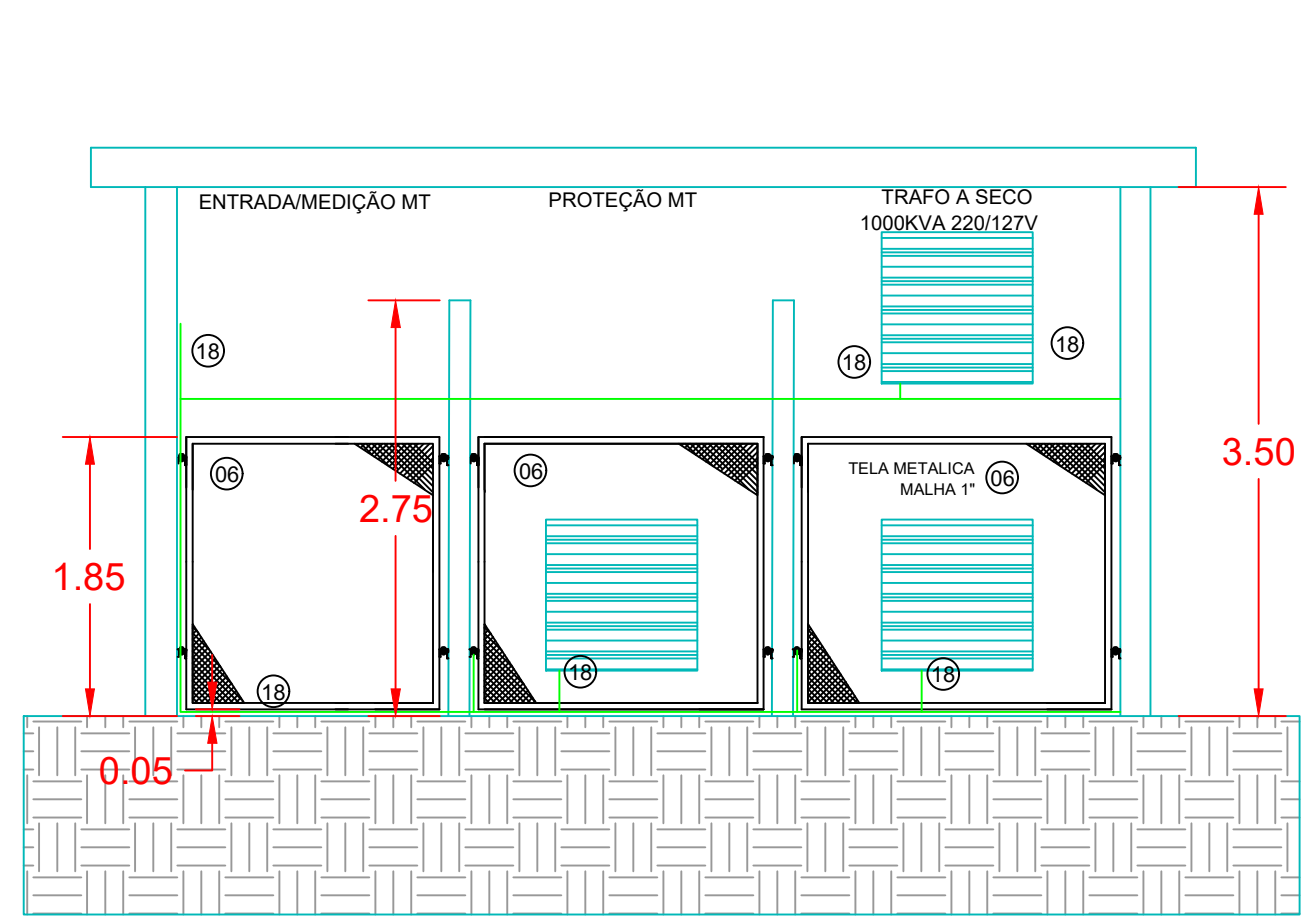 ENTRADA/MEDIÇÃO MT
PROTEÇÃO MT
TRAFO A SECO
1000KVA 220/127V
18
18
18
3.50
06
06
TELA METALICA
MALHA 1"
06
2.75
1.85
18
18
18
0.05